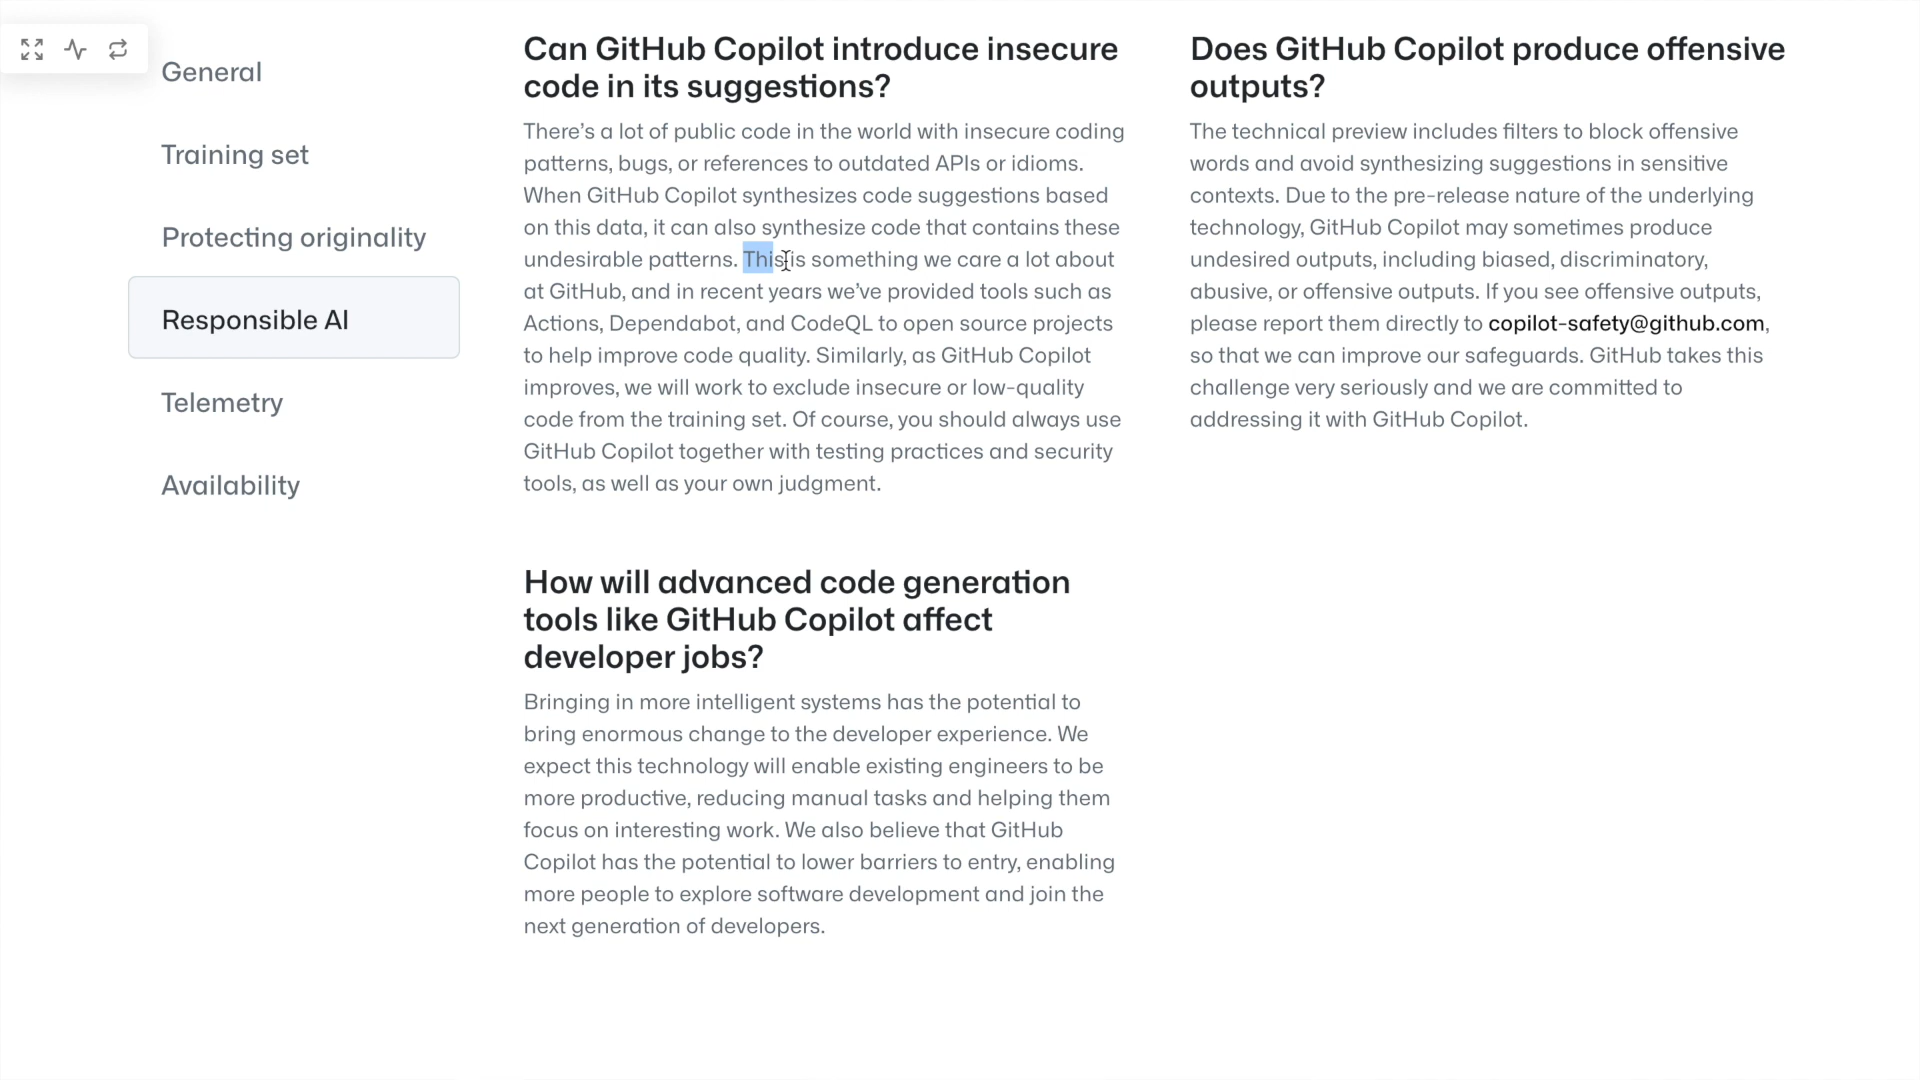 General
Training set
Protecting originality
Responsible AI
Telemetry
Availability
Can GitHub Copilot introduce insecure
code in its suggestions?
There’s a lot of public code in the world with insecure coding
patterns, bugs, or references to outdated APIs or idioms.
When GitHub Copilot synthesizes code suggestions based
on this data, it can also synthesize code that contains these
undesirable patterns. This is something we care a lot about
at GitHub, and in recent years we’ve provided tools such as
Actions, Dependabot, and CodeQL to open source projects
to help improve code quality. Similarly, as GitHub Copilot
improves, we will work to exclude insecure or low-quality
code from the training set. Of course, you should always use
GitHub Copilot together with testing practices and security
tools, as well as your own judgment.
Does GitHub Copilot produce offensive
outputs?
The technical preview includes filters to block offensive
words and avoid synthesizing suggestions in sensitive
contexts. Due to the pre-release nature of the underlying
technology, GitHub Copilot may sometimes produce
undesired outputs, including biased, discriminatory,
abusive, or offensive outputs. If you see offensive outputs,
please report them directly to copilot-safety@github.com,
so that we can improve our safeguards. GitHub takes this
challenge very seriously and we are committed to
addressing it with GitHub Copilot.
How will advanced code generation
tools like GitHub Copilot affect
developer jobs?
Bringing in more intelligent systems has the potential to
bring enormous change to the developer experience. We
expect this technology will enable existing engineers to be
more productive, reducing manual tasks and helping them
focus on interesting work. We also believe that GitHub
Copilot has the potential to lower barriers to entry, enabling
more people to explore software development and join the
next generation of developers.